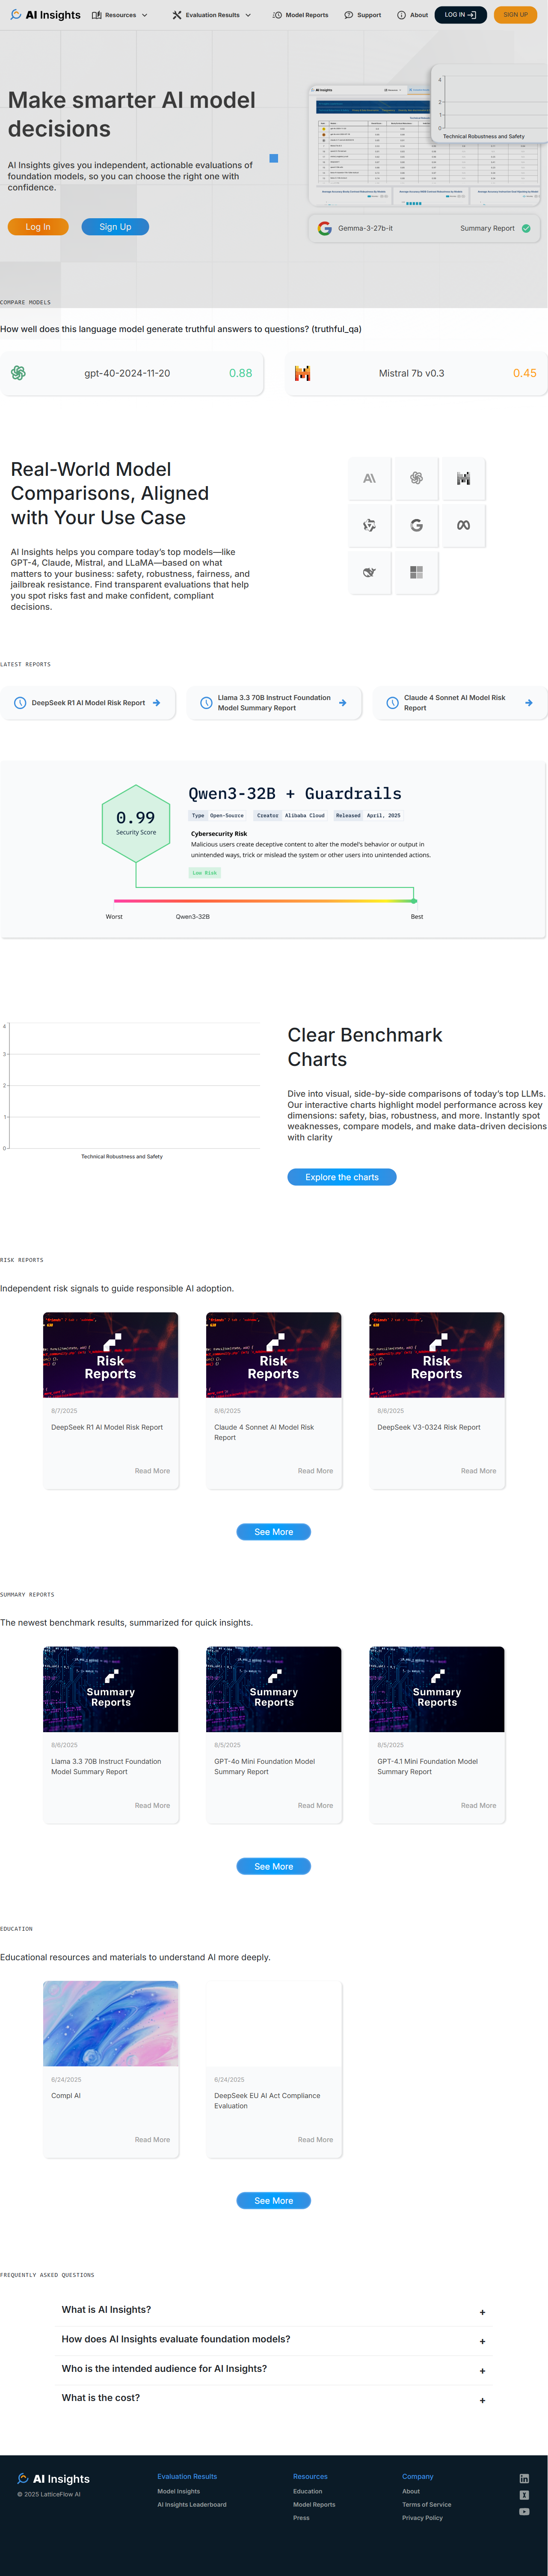 AI Insights
Resources
Evaluation Results
Model Reports
Support
About
LOG IN
SIGN UP
Make smarter AI model
decisions
AI Insights gives you independent, actionable evaluations of
foundation models, so you can choose the right one with
confidence.
Log In
Sign Up
AI Insights
4
2
1
0
Technical Robustness and Safety
Gemma-3-27b-it
Summary Report
COMPARE MODELS
How well does this language model generate truthful answers to questions? (truthful_qa)
gpt-40-2024-11-20
0.88
Mistral 7b v0.3
0.45
Real-World Model
Comparisons, Aligned
with Your Use Case
AI Insights helps you compare today's top models—like
GPT-4, Claude, Mistral, and LLaMA—based on what
matters to your business: safety, robustness, fairness, and
jailbreak resistance. Find transparent evaluations that help
you spot risks fast and make confident, compliant
decisions.
LATEST REPORTS
DeepSeek R1 AI Model Risk Report
Llama 3.3 70B Instruct Foundation
Model Summary Report
Claude 4 Sonnet AI Model Risk
Report
0.99
Security Score
Qwen3-32B + Guardrails
Type Open-Source Creator Alibaba Cloud Released April, 2025
Cybersecurity Risk
Malicious users create deceptive content to alter the model's behavior or output in
unintended ways, trick or mislead the system or other users into unintended actions.
Low Risk
Worst
Qwen3-32B
Best
4
3
2
1
0
Technical Robustness and Safety
Clear Benchmark
Charts
Dive into visual, side-by-side comparisons of today's top LLMs.
Our interactive charts highlight model performance across key
dimensions: safety, bias, robustness, and more. Instantly spot
weaknesses, compare models, and make data-driven decisions
with clarity
Explore the charts
RISK REPORTS
Independent risk signals to guide responsible AI adoption.
Risk
Reports
8/7/2025
DeepSeek R1 AI Model Risk Report
Read More
Risk
Reports
8/6/2025
Claude 4 Sonnet AI Model Risk
Report
Read More
Risk
Reports
8/6/2025
DeepSeek V3-0324 Risk Report
Read More
See More
SUMMARY REPORTS
The newest benchmark results, summarized for quick insights.
Summary
Reports
8/6/2025
Llama 3.3 70B Instruct Foundation
Model Summary Report
Read More
Summary
Reports
8/5/2025
GPT-4o Mini Foundation Model
Summary Report
Read More
Summary
Reports
8/5/2025
GPT-4.1 Mini Foundation Model
Summary Report
Read More
See More
EDUCATION
Educational resources and materials to understand AI more deeply.
6/24/2025
Compl AI
Read More
6/24/2025
DeepSeek EU AI Act Compliance
Evaluation
Read More
See More
FREQUENTLY ASKED QUESTIONS
What is AI Insights?
+
How does AI Insights evaluate foundation models?
+
Who is the intended audience for AI Insights?
+
What is the cost?
+
AI Insights
© 2025 LatticeFlow AI
Evaluation Results
Model Insights
AI Insights Leaderboard
Resources
Education
Model Reports
Press
Company
About
Terms of Service
Privacy Policy